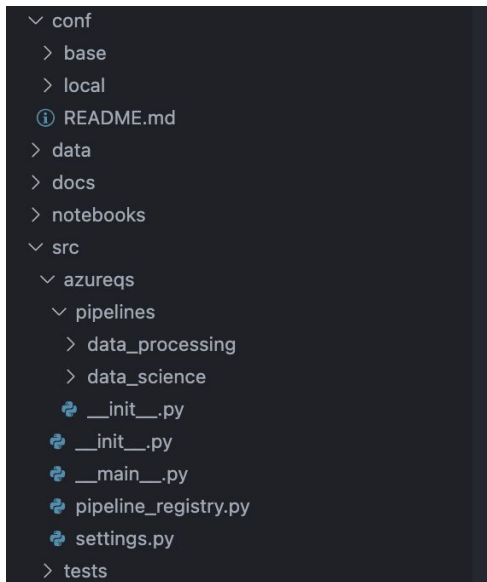 conf
base
local
README.md
data
docs
notebooks
src
azureqs
pipelines
data_processing
data_science
__init__.py
__init__.py
__main__.py
pipeline_registry.py
settings.py
tests